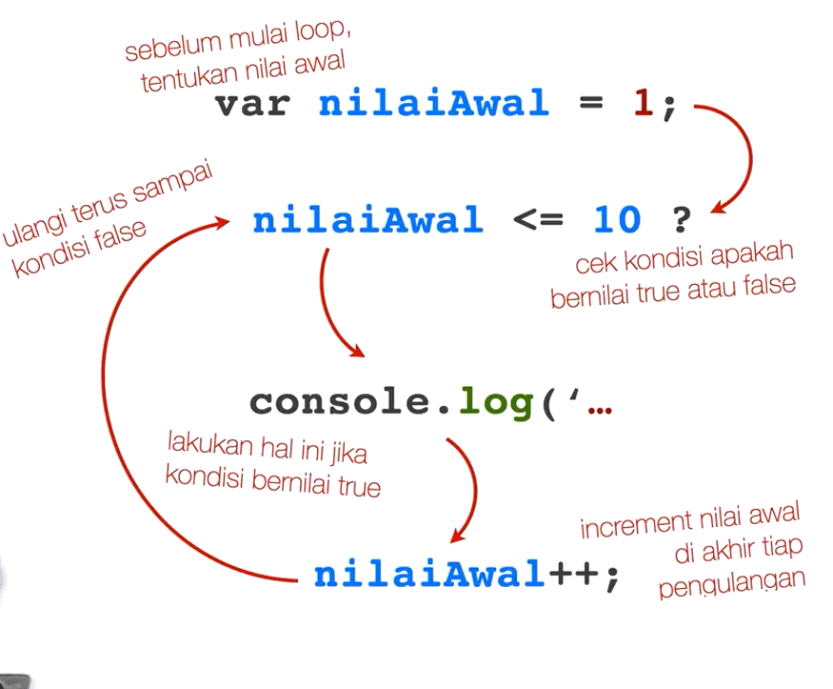 sebelum mulai loop,
tentukan nilai awal
var nilaiAwal = 1;
ulangi terus sampai
kondisi false
nilaiAwal <= 10 ?
cek kondisi apakah
bernilai true atau false
console.log(‘…
lakukan hal ini jika
kondisi bernilai true
increment nilai awal
di akhir tiap
pengulangan
nilaiAwal++;